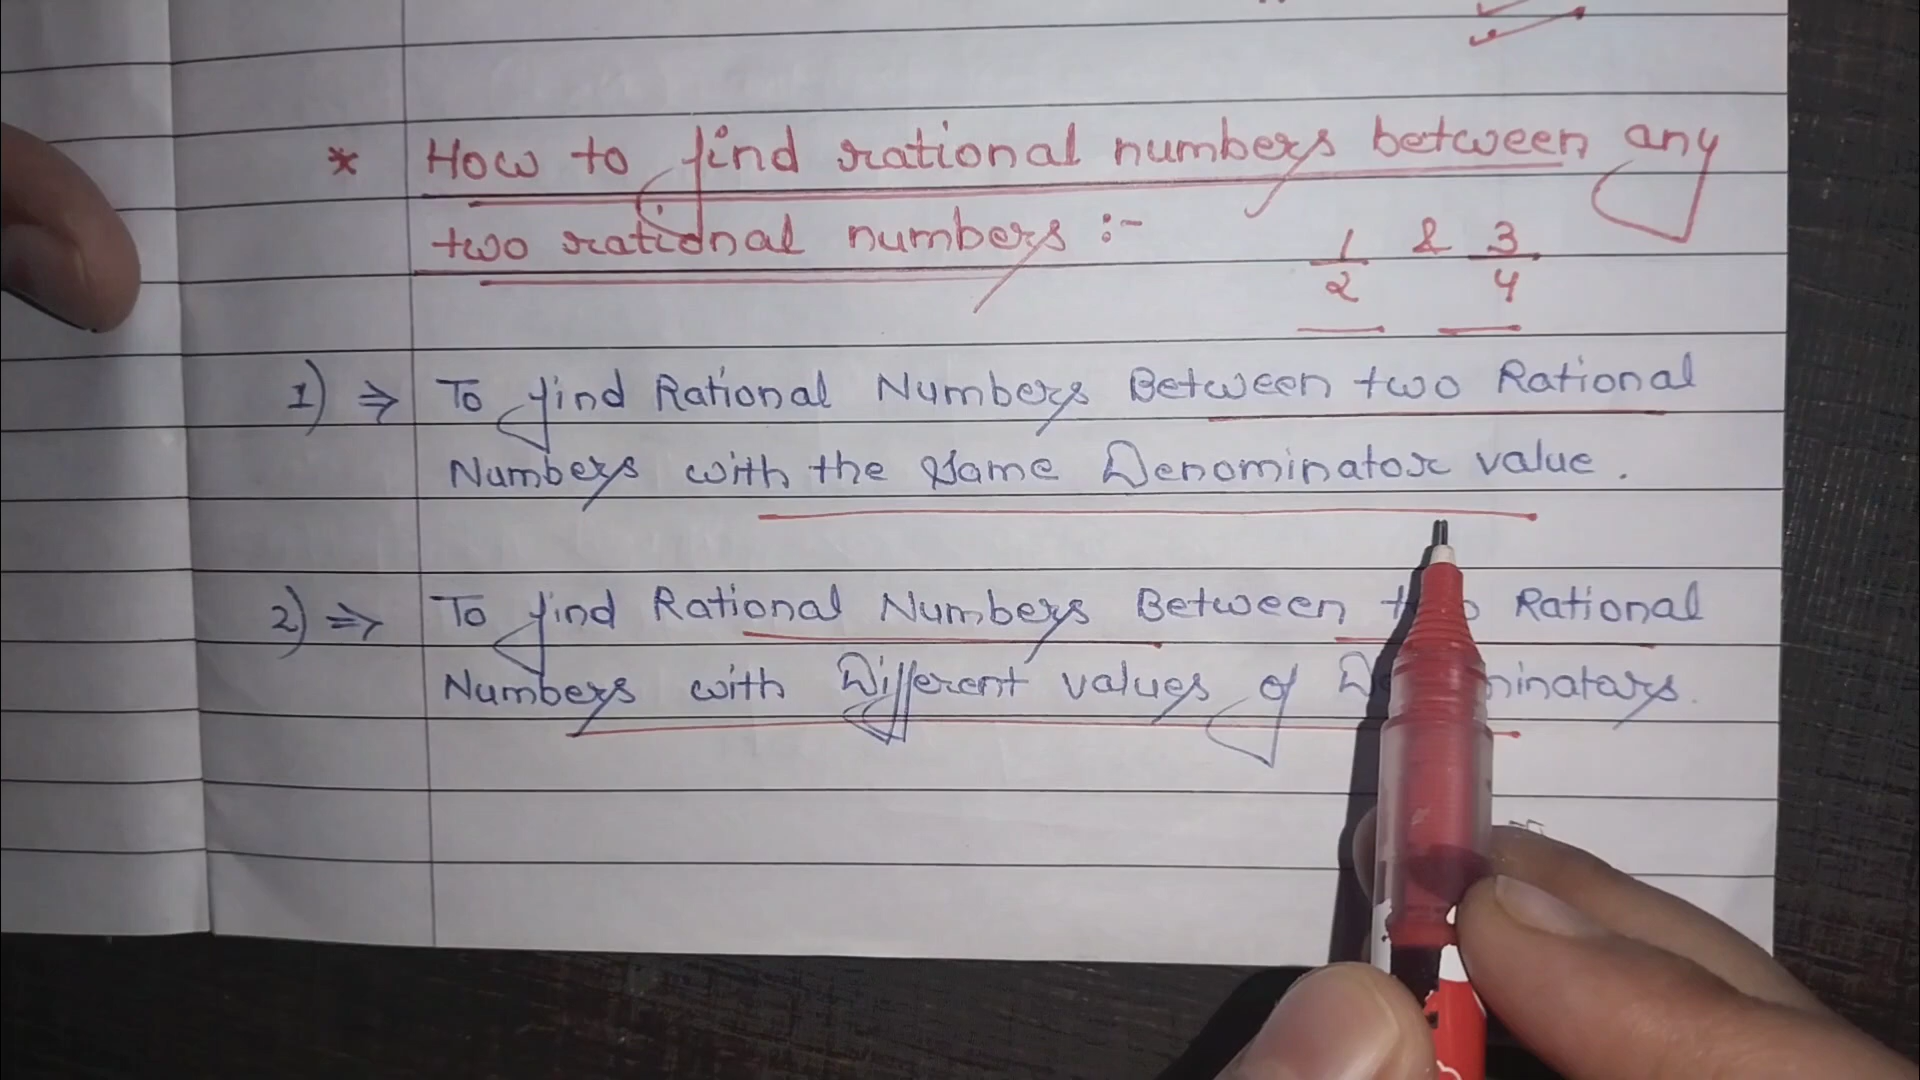 * How to find rational numbers between any
two rational numbers :-
1/2 & 3/4
1) ⇒ To find Rational Numbers Between two Rational
Numbers with the Same Denominator value.
2) ⇒ To find Rational Numbers Between Rational
Numbers with Different values of